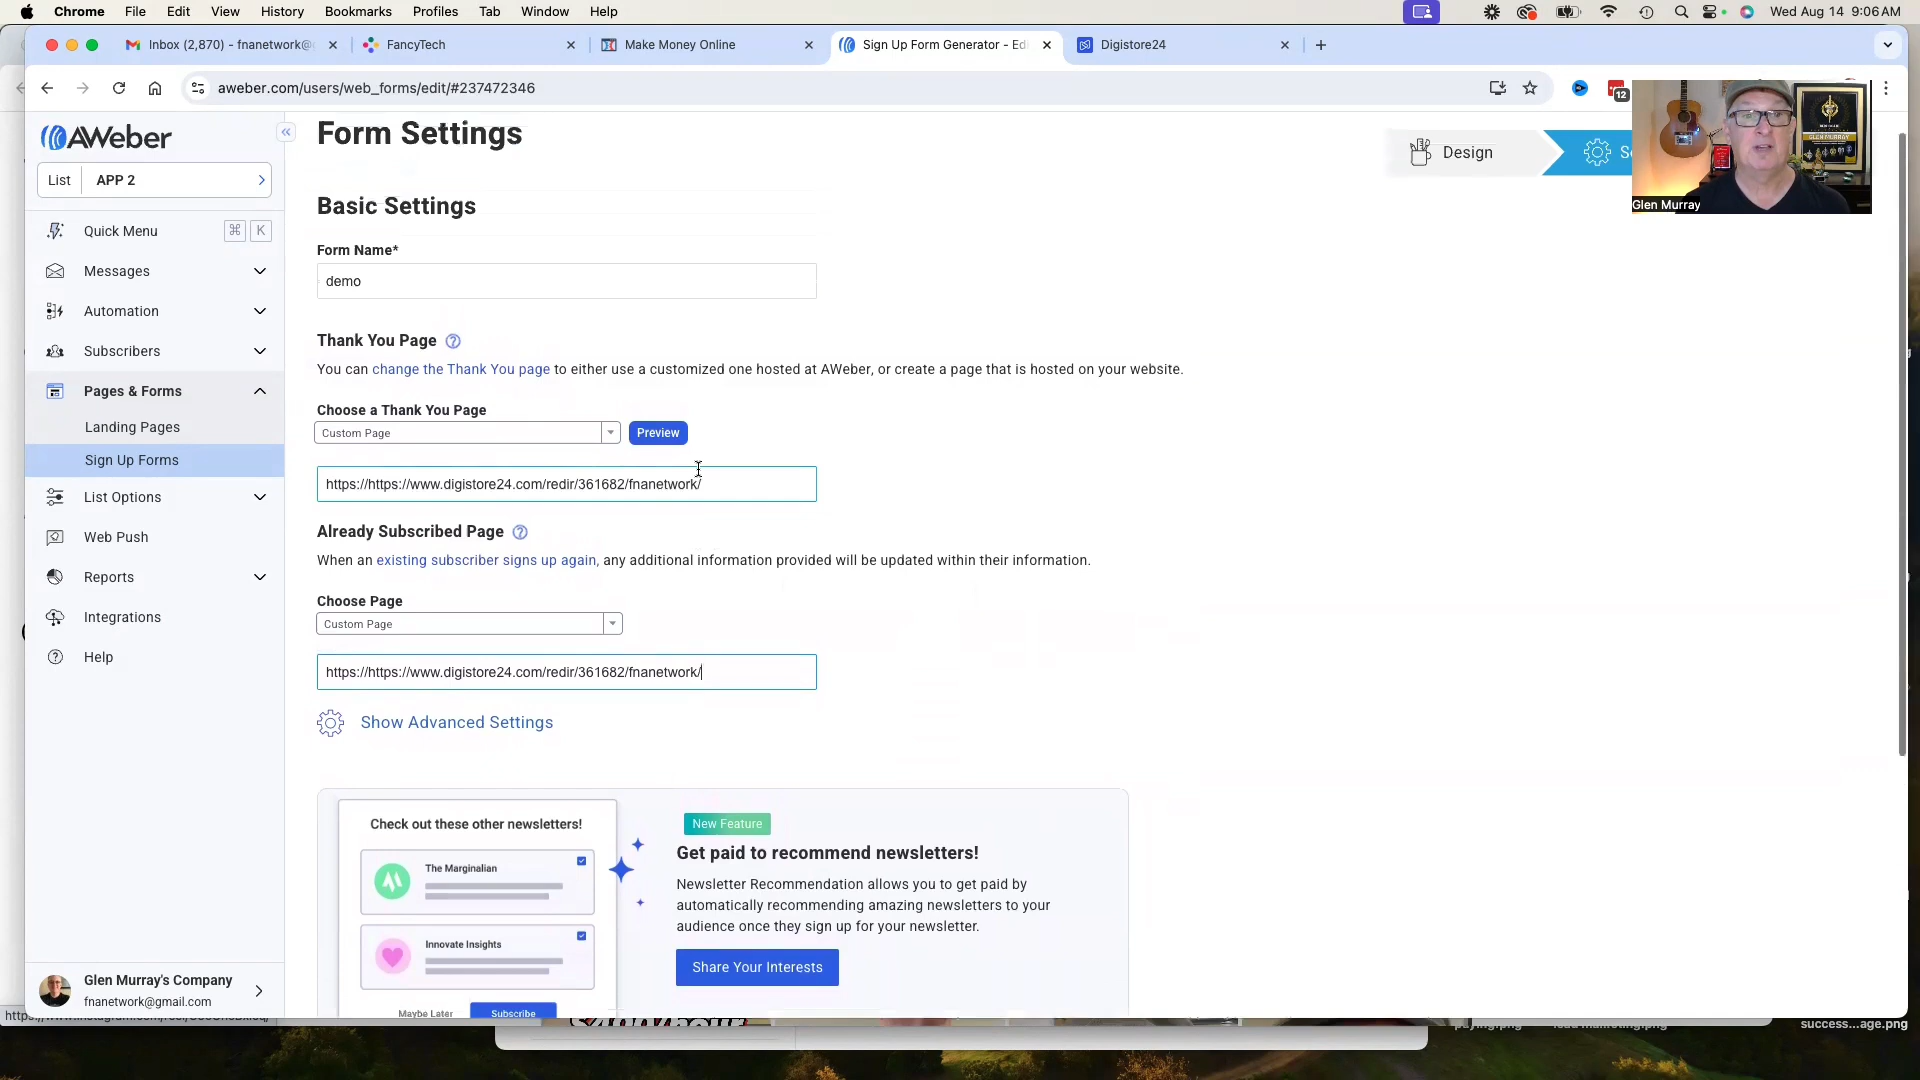 Chrome File Edit View History Bookmarks Profiles Tab Window Help Wed Aug 14 9:06 AM
Inbox (2,870) - fnanetwork@ FancyTech Make Money Online Sign Up Form Generator - Edi Digistore24
aweber.com/users/web_forms/edit/#237472346
12
AWeber
List APP 2
Quick Menu ⌘ K
Messages
Automation
Subscribers
Pages & Forms
Landing Pages
Sign Up Forms
List Options
Web Push
Reports
Integrations
Help
Glen Murray's Company
fnanetwork@gmail.com
Form Settings
Design
GLEN MURRAY
Glen Murray
Basic Settings
Form Name*
demo
Thank You Page
You can change the Thank You page to either use a customized one hosted at AWeber, or create a page that is hosted on your website.
Choose a Thank You Page
Custom Page Preview
https://https://www.digistore24.com/redir/361682/fnanetwork/
Already Subscribed Page
When an existing subscriber signs up again, any additional information provided will be updated within their information.
Choose Page
Custom Page
https://https://www.digistore24.com/redir/361682/fnanetwork/
Show Advanced Settings
Check out these other newsletters!
The Marginalian
Innovate Insights
Maybe Later Subscribe
New Feature
Get paid to recommend newsletters!
Newsletter Recommendation allows you to get paid by
automatically recommending amazing newsletters to your
audience once they sign up for your newsletter.
Share Your Interests
success...age.png